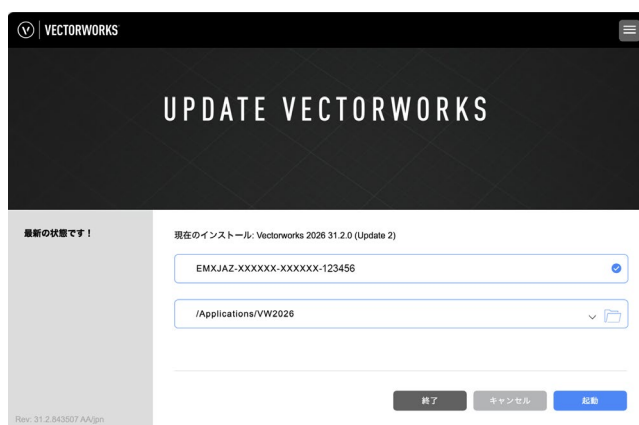 VECTORWORKS
UPDATE VECTORWORKS
最新の状態です！
現在のインストール: Vectorworks 2026 31.2.0 (Update 2)
EMXJAZ-XXXXXX-XXXXXX-123456
/Applications/VW2026
終了
キャンセル
起動
Rev: 31.2.843507 AA/jpn